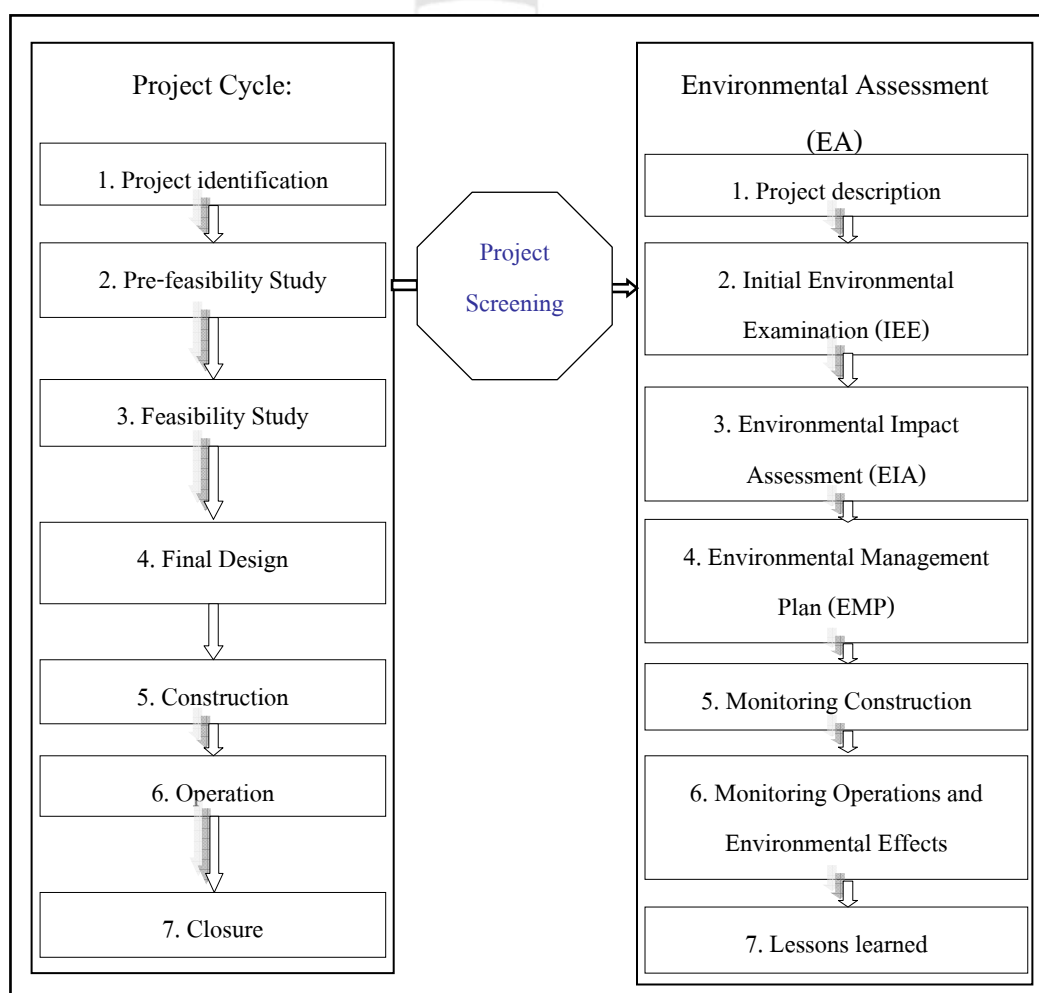 Project Cycle:
1. Project identification
2. Pre-feasibility Study
3. Feasibility Study
4. Final Design
5. Construction
6. Operation
7. Closure
Project
Screening
Environmental Assessment
(EA)
1. Project description
2. Initial Environmental
Examination (IEE)
3. Environmental Impact
Assessment (EIA)
4. Environmental Management
Plan (EMP)
5. Monitoring Construction
6. Monitoring Operations and
Environmental Effects
7. Lessons learned